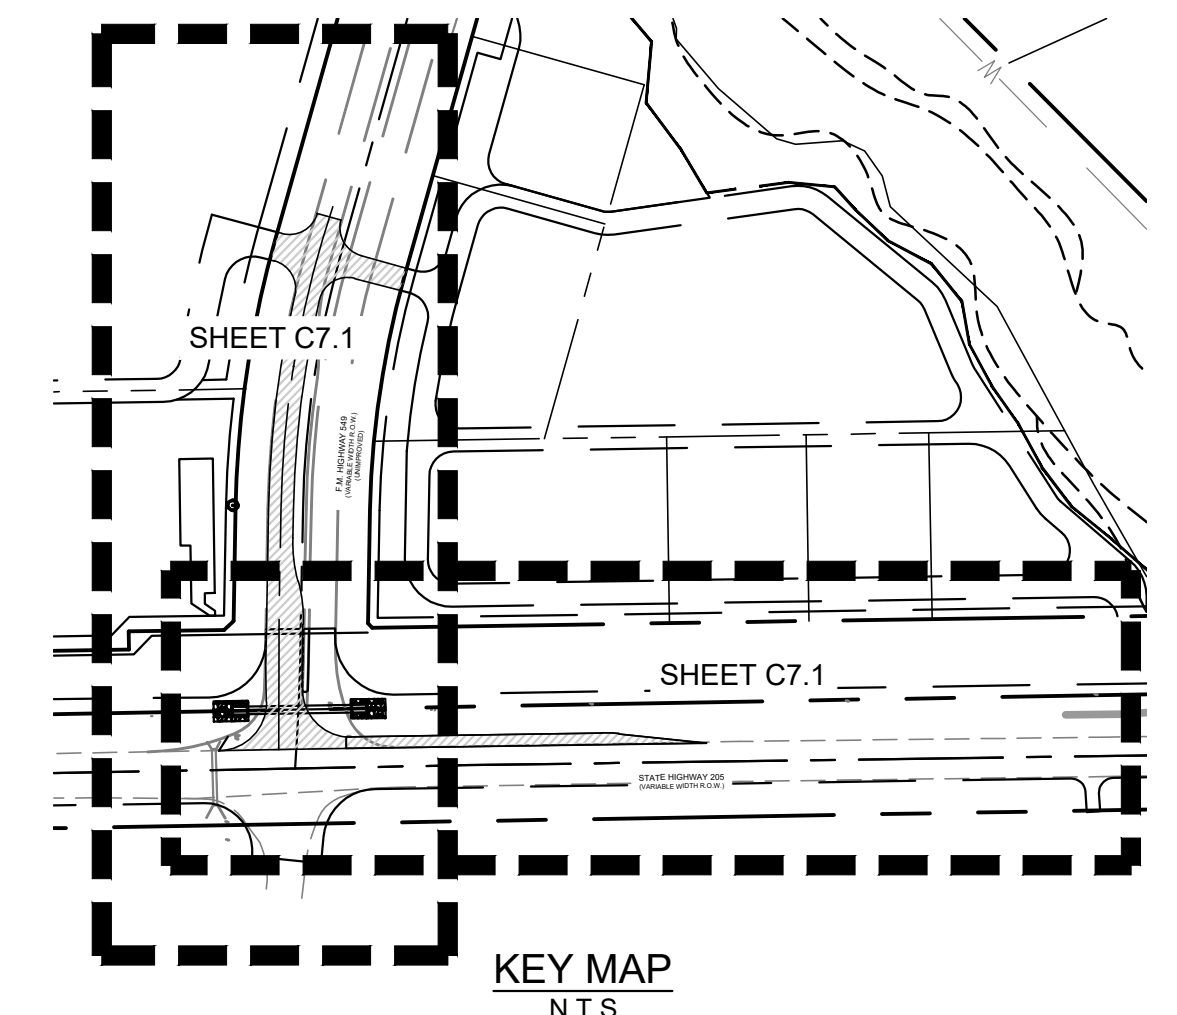 SHEET C7.1
F.M. HIGHWAY 549
(VARIABLE WIDTH R.O.W.)
(UNIMPROVED)
SHEET C7.1
STATE HIGHWAY 205
(VARIABLE WIDTH R.O.W.)
KEY MAP
N.T.S.